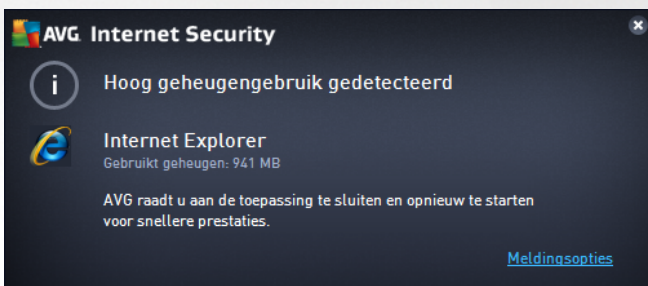 AVG Internet Security
Hoog geheugengebruik gedetecteerd
Internet Explorer
Gebruikt geheugen: 941 MB
AVG raadt u aan de toepassing te sluiten en opnieuw te starten
voor snellere prestaties.
Meldingsopties